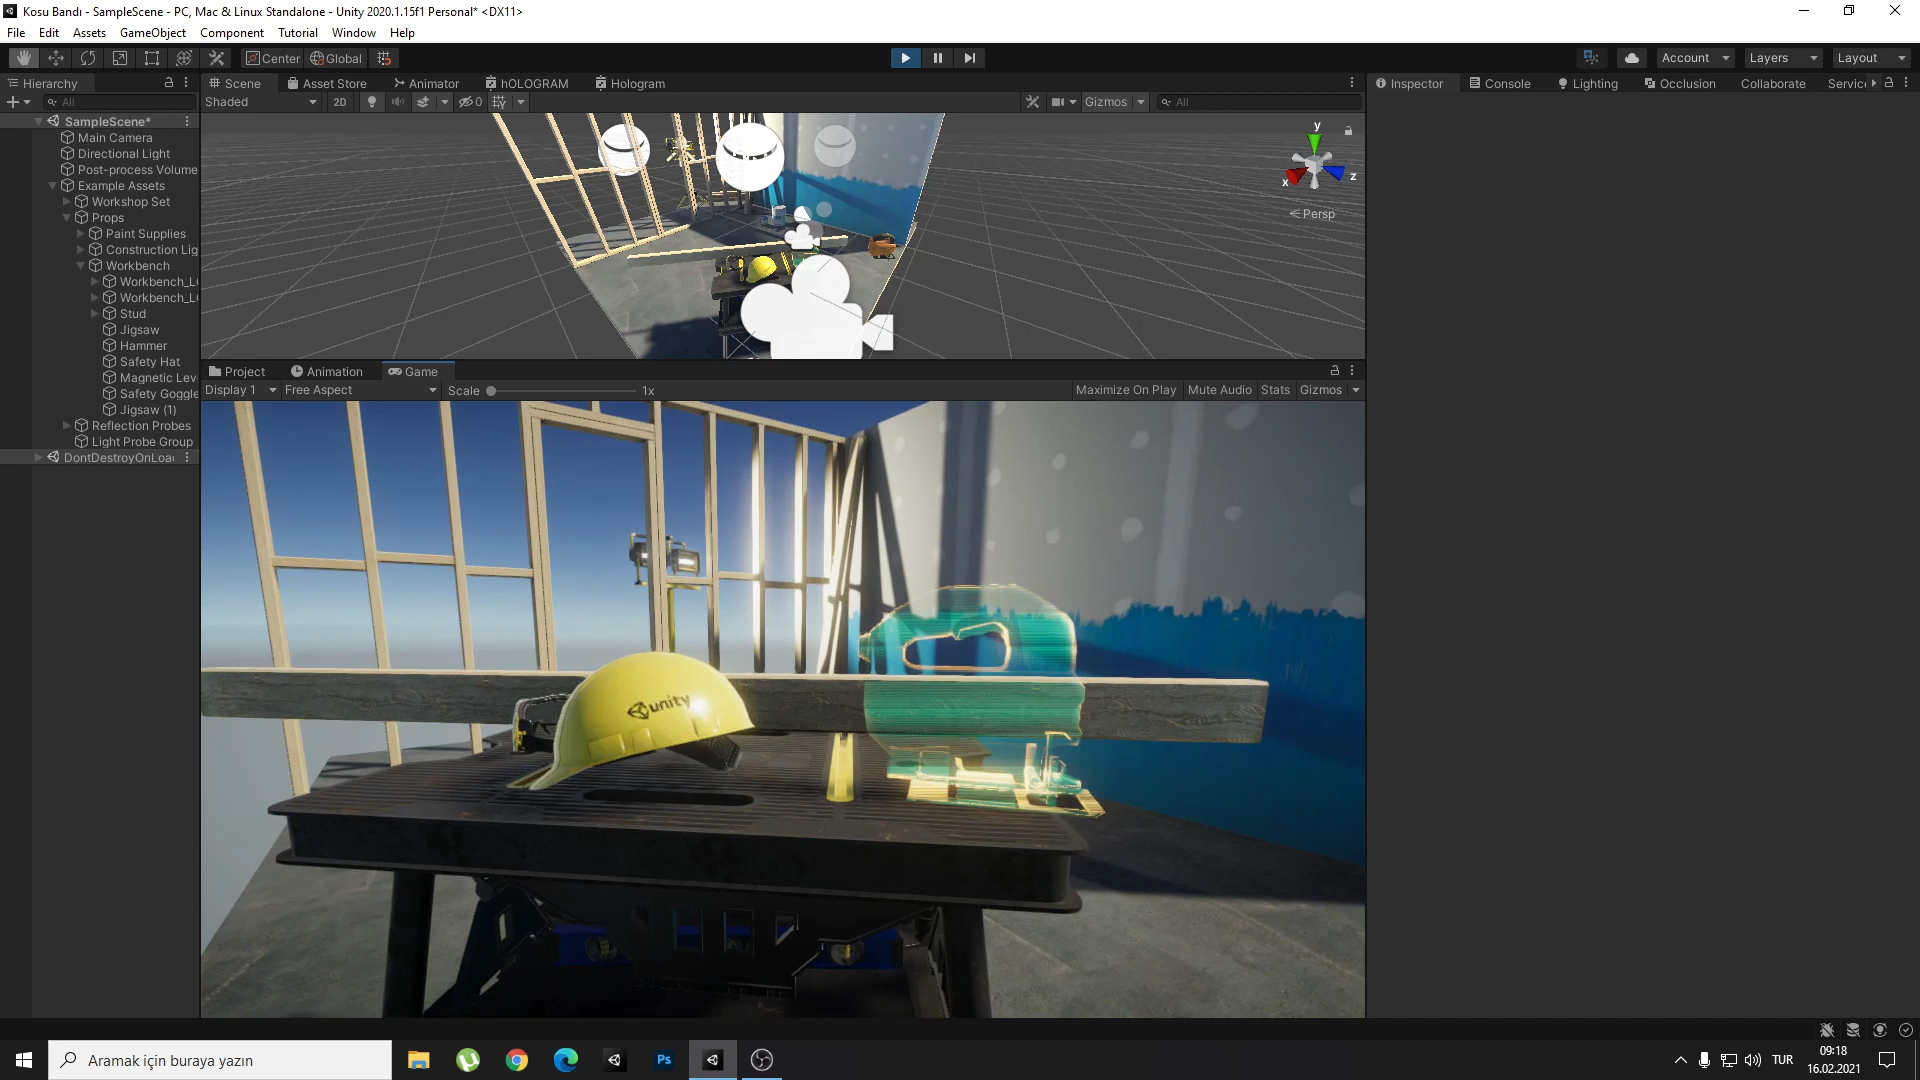 Kosu Bandı - SampleScene - PC, Mac & Linux Standalone - Unity 2020.1.15f1 Personal* <DX11>
File Edit Assets GameObject Component Tutorial Window Help
Center Global Account Layers Layout
Hierarchy
All
SampleScene*
Main Camera
Directional Light
Post-process Volume
Example Assets
Workshop Set
Props
Paint Supplies
Construction Lig
Workbench
Workbench_L
Workbench_L
Stud
Jigsaw
Hammer
Safety Hat
Magnetic Lev
Safety Goggle
Jigsaw (1)
Reflection Probes
Light Probe Group
DontDestroyOnLoa
Scene Asset Store Animator hOLOGRAM Hologram
Shaded 2D 0 Gizmos All
y
x z
Persp
Project Animation Game
Display 1 Free Aspect Scale 1x Maximize On Play Mute Audio Stats Gizmos
unity
Inspector Console Lighting Occlusion Collaborate Servic
Aramak için buraya yazın
Ps
TUR
09:18
16.02.2021